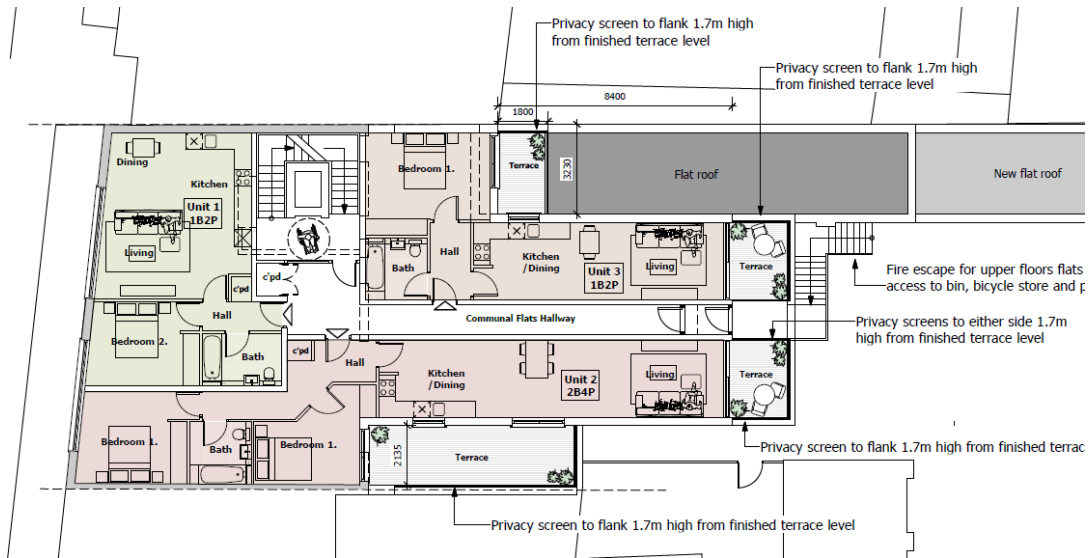 Privacy screen to flank 1.7m high
from finished terrace level
Privacy screen to flank 1.7m high
from finished terrace level
8400
1800
3230
Dining
Kitchen
Unit 1
1B2P
Living
c'pd
Hall
Bedroom 2.
Bath
c'pd
Bedroom 1.
Terrace
Flat roof
New flat roof
Bath
Hall
Kitchen
/Dining
Unit 3
1B2P
Living
Terrace
Fire escape for upper floors flats
access to bin, bicycle store and p
Communal Flats Hallway
Privacy screens to either side 1.7m
high from finished terrace level
c'pd
Hall
Kitchen
/Dining
Unit 2
2B4P
Living
Terrace
Bedroom 1.
Bath
Bedroom 1.
2135
Terrace
Privacy screen to flank 1.7m high from finished terrac
Privacy screen to flank 1.7m high from finished terrace level